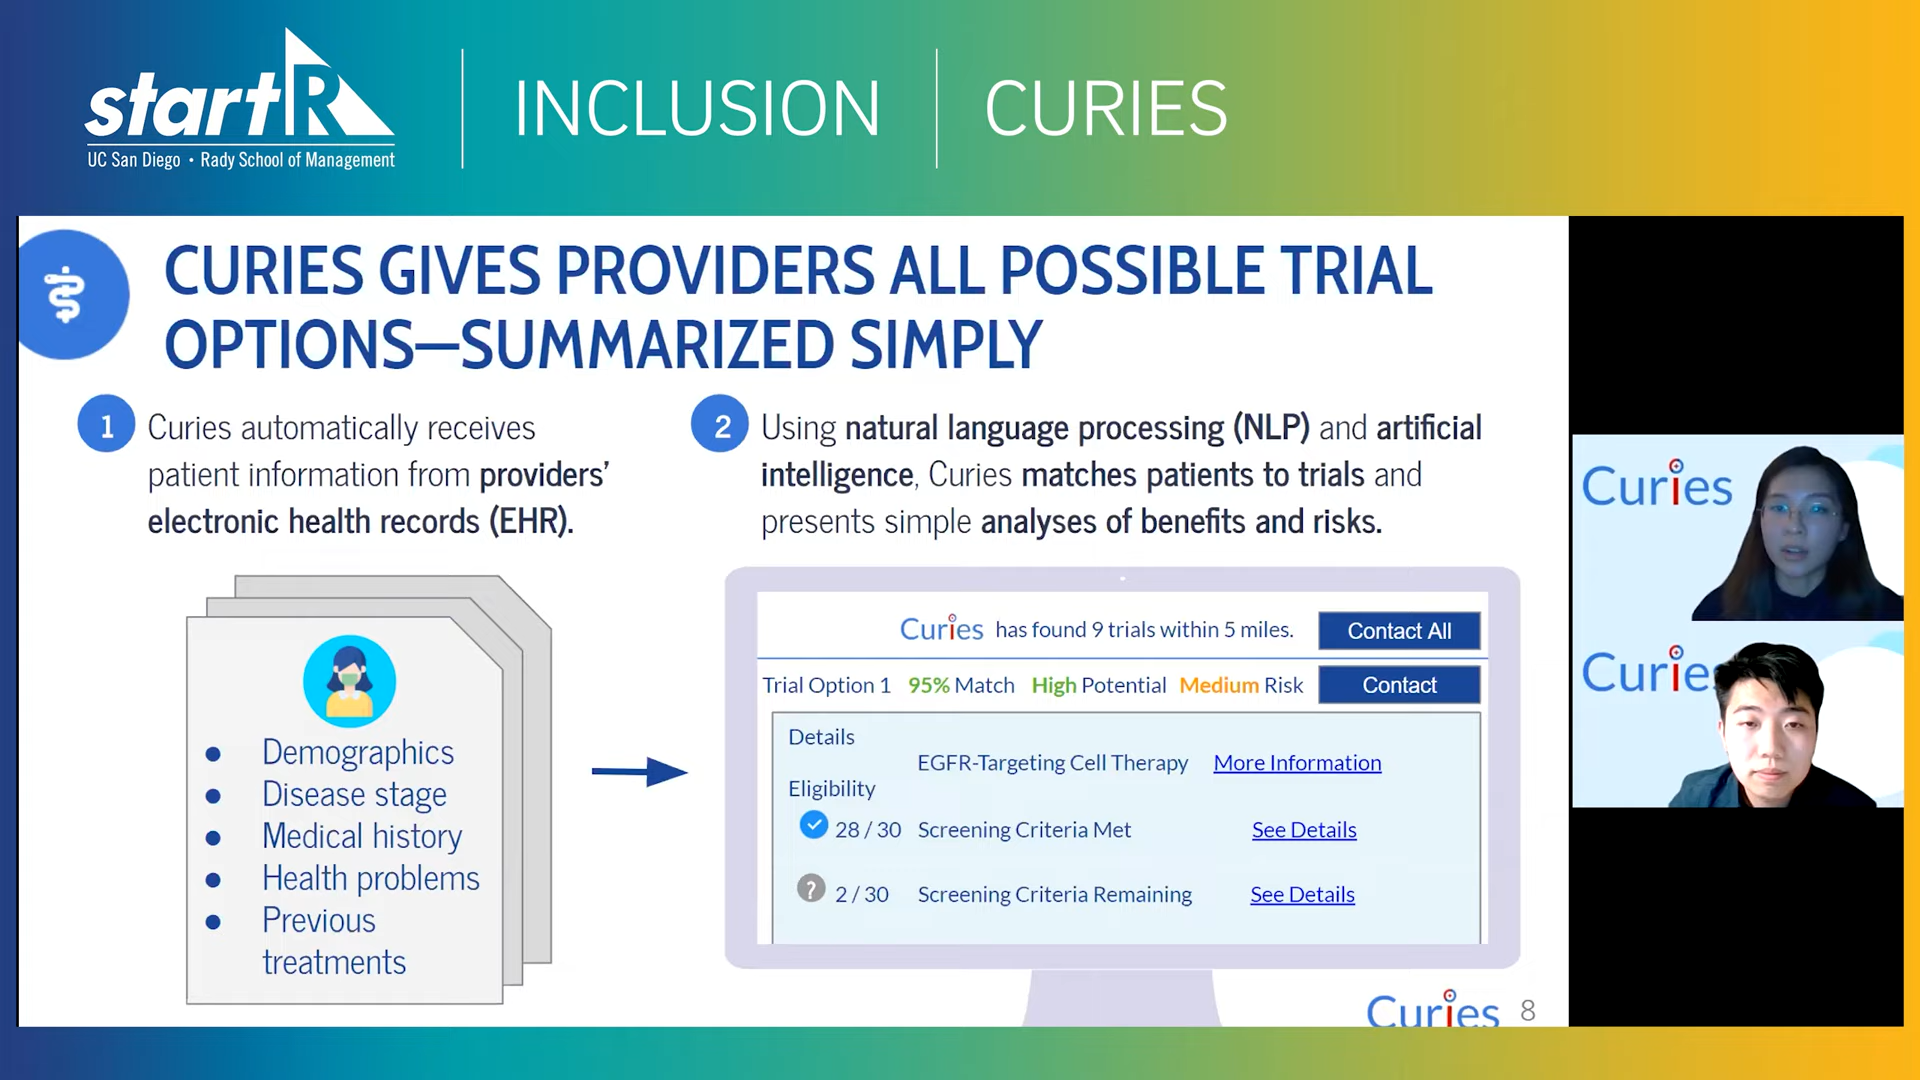 startR
UC San Diego • Rady School of Management
INCLUSION
CURIES
CURIES GIVES PROVIDERS ALL POSSIBLE TRIAL
OPTIONS—SUMMARIZED SIMPLY
1
Curies automatically receives
patient information from providers’
electronic health records (EHR).
2
Using natural language processing (NLP) and artificial
intelligence, Curies matches patients to trials and
presents simple analyses of benefits and risks.
● Demographics
● Disease stage
● Medical history
● Health problems
● Previous
treatments
Curies has found 9 trials within 5 miles. Contact All
Trial Option 1 95% Match High Potential Medium Risk Contact
Details
EGFR-Targeting Cell Therapy More Information
Eligibility
28 / 30 Screening Criteria Met See Details
? 2 / 30 Screening Criteria Remaining See Details
Curies 8
Curies
Curies